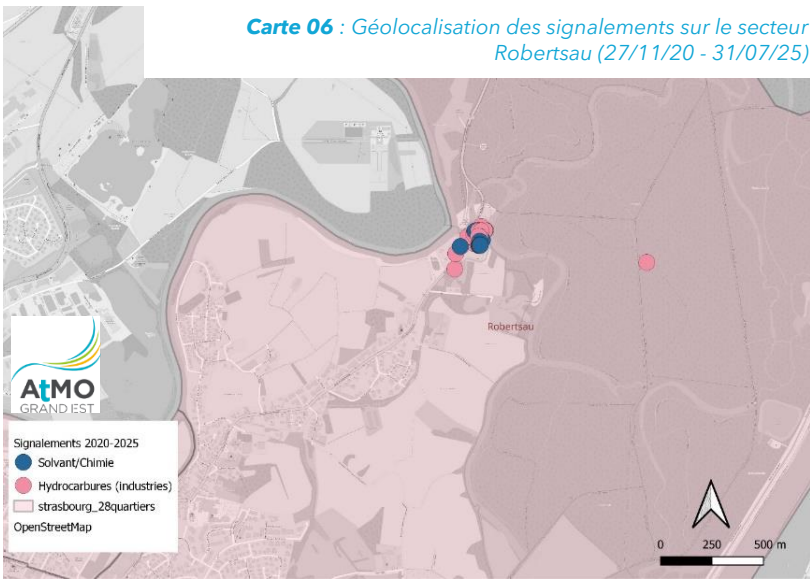 Carte 06 : Géolocalisation des signalements sur le secteur
Robertsau (27/11/20 - 31/07/25)
Robertsau
AtMO
GRAND EST
Signalements 2020-2025
Solvant/Chimie
Hydrocarbures (industries)
strasbourg_28quartiers
OpenStreetMap
0 250 500 m